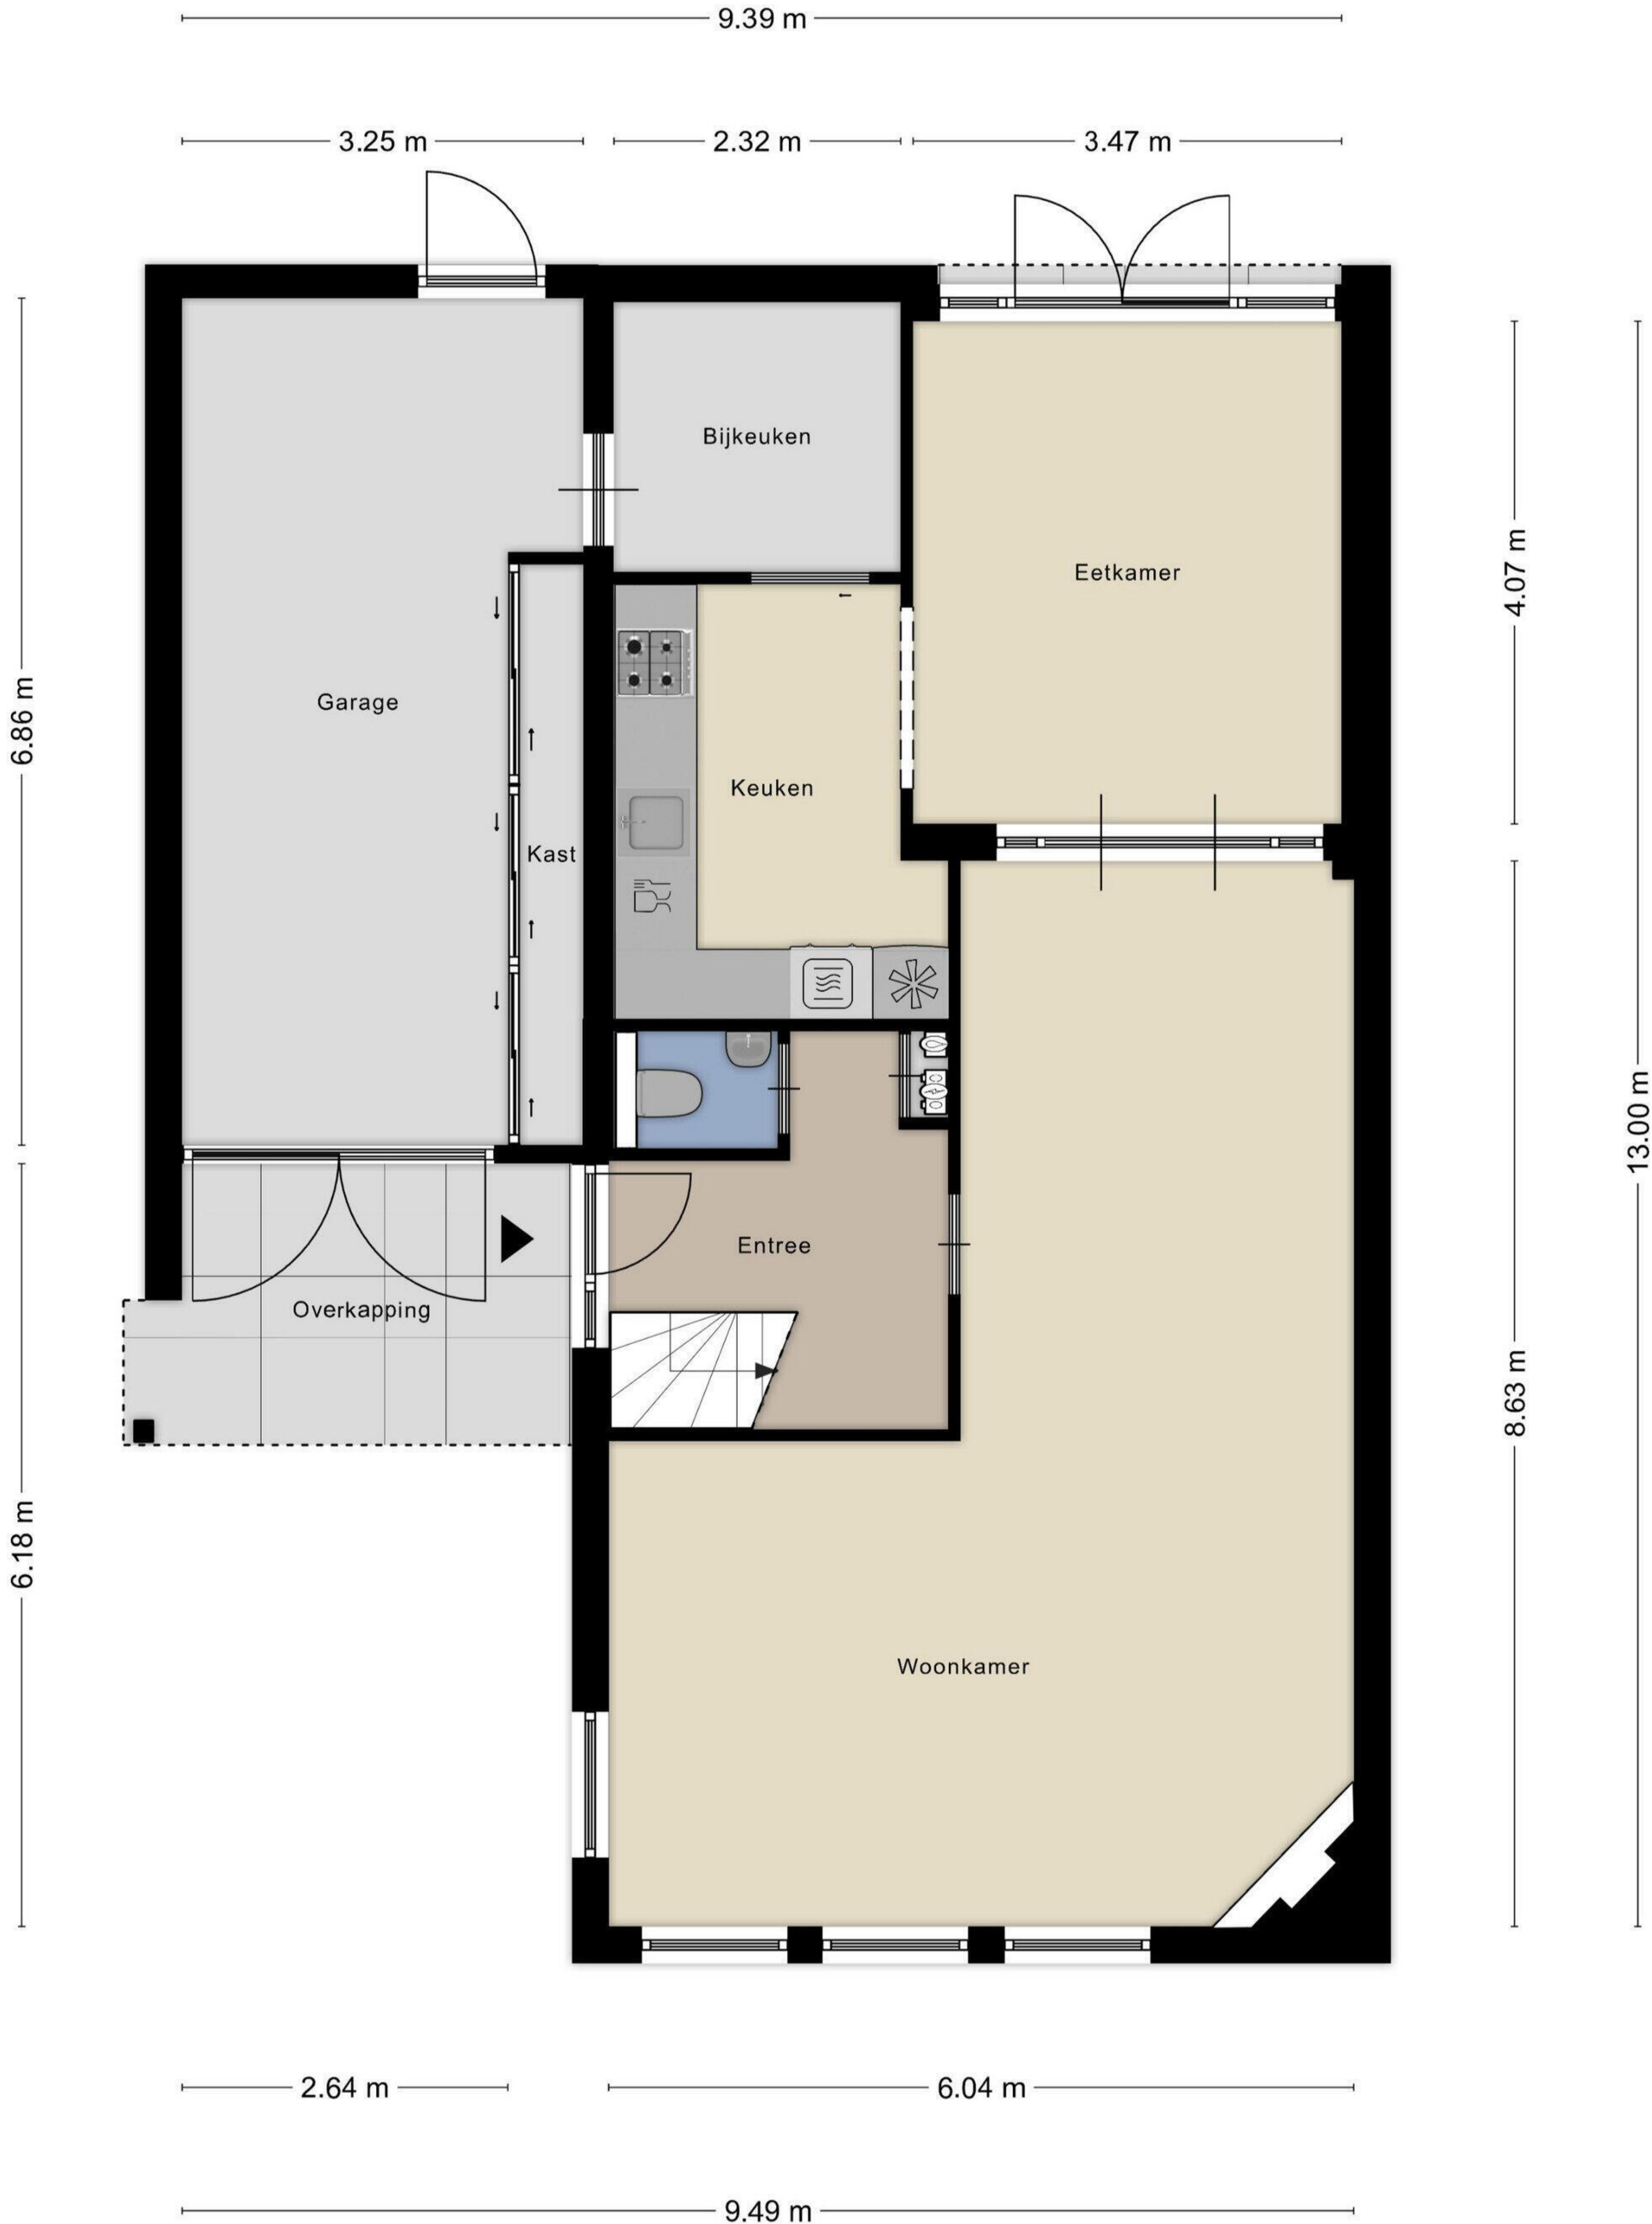 9.39 m
3.25 m
2.32 m
3.47 m
Bijkeuken
Eetkamer
4.07 m
6.86 m
Garage
Keuken
Kast
13.00 m
Entree
Overkapping
8.63 m
6.18 m
Woonkamer
2.64 m
6.04 m
9.49 m